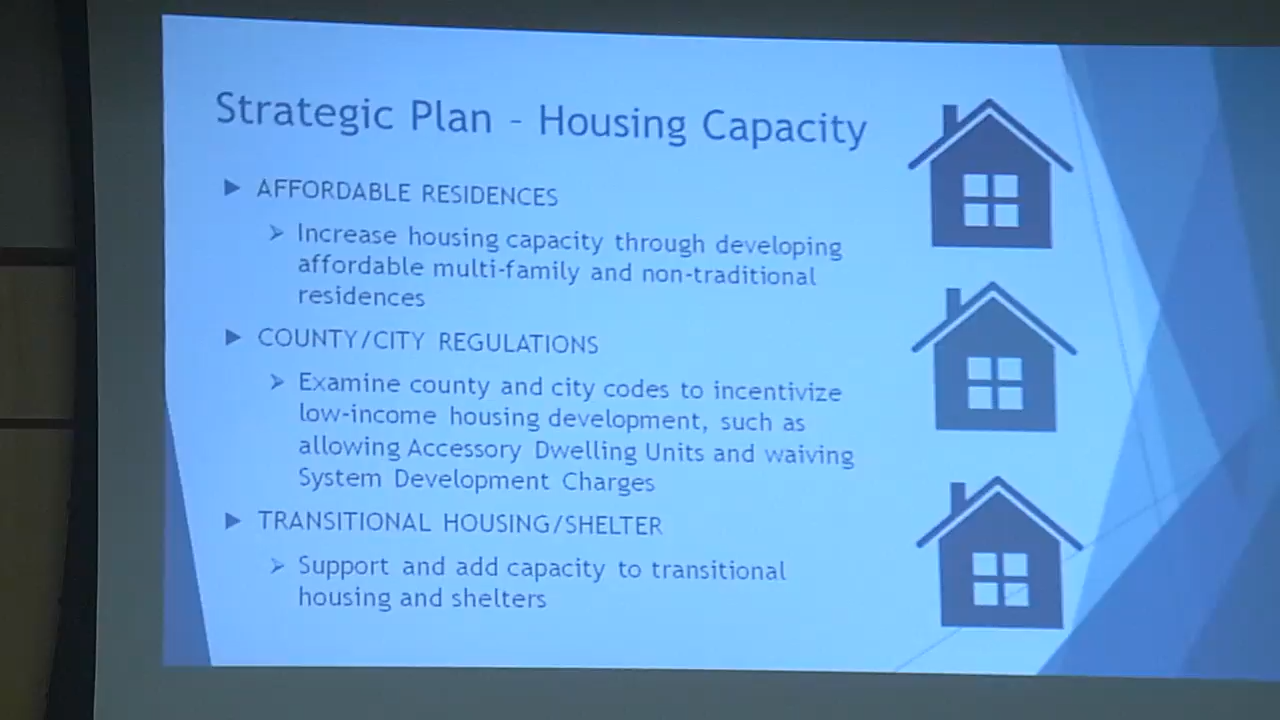 Strategic Plan - Housing Capacity
AFFORDABLE RESIDENCES
Increase housing capacity through developing
affordable multi-family and non-traditional
residences
COUNTY/CITY REGULATIONS
Examine county and city codes to incentivize
low-income housing development, such as
allowing Accessory Dwelling Units and waiving
System Development Charges
TRANSITIONAL HOUSING/SHELTER
Support and add capacity to transitional
housing and shelters